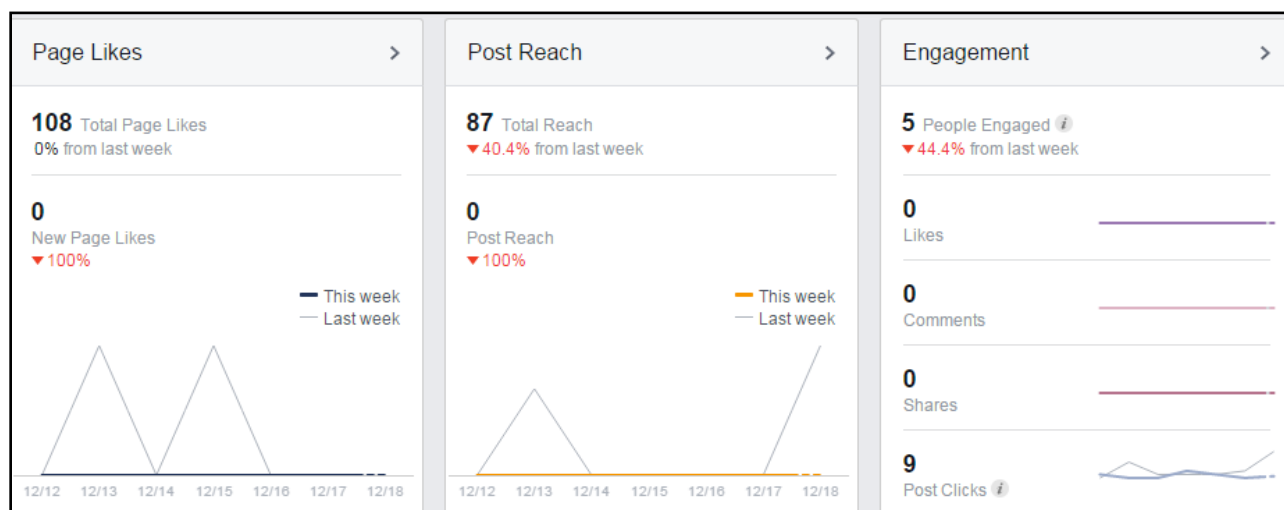 Page Likes
108 Total Page Likes
0% from last week
0
New Page Likes
▼100%
This week
Last week
12/12 12/13 12/14 12/15 12/16 12/17 12/18
Post Reach
87 Total Reach
▼40.4% from last week
0
Post Reach
▼100%
This week
Last week
12/12 12/13 12/14 12/15 12/16 12/17 12/18
Engagement
5 People Engaged i
▼44.4% from last week
0
Likes
0
Comments
0
Shares
9
Post Clicks i